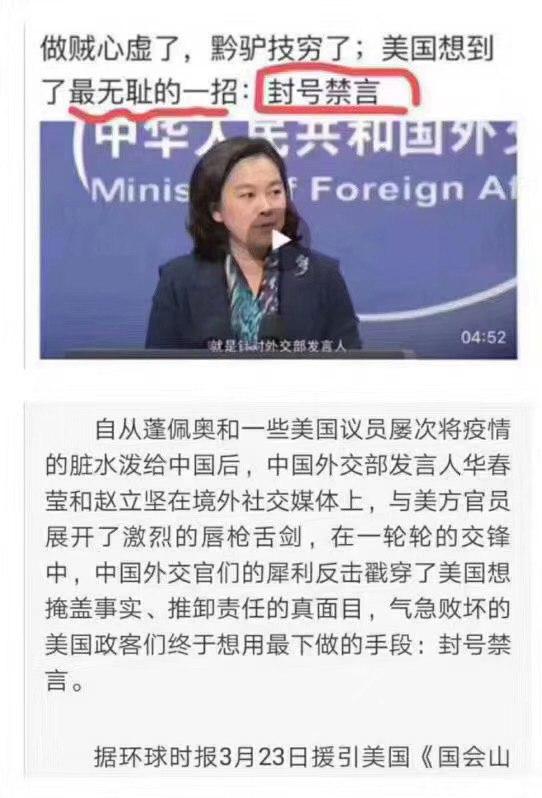 做贼心虚了，黔驴技穷了；美国想到
了最无耻的一招：封号禁言
中华人民共和国外交
Minis of Foreign Af
04:52
就是针对外交部发言人
自从蓬佩奥和一些美国议员屡次将疫情
的脏水泼给中国后，中国外交部发言人华春
莹和赵立坚在境外社交媒体上，与美方官员
展开了激烈的唇枪舌剑，在一轮轮的交锋
中，中国外交官们的犀利反击戳穿了美国想
掩盖事实、推卸责任的真面目，气急败坏的
美国政客们终于想用最下做的手段：封号禁
言。
据环球时报3月23日援引美国《国会山